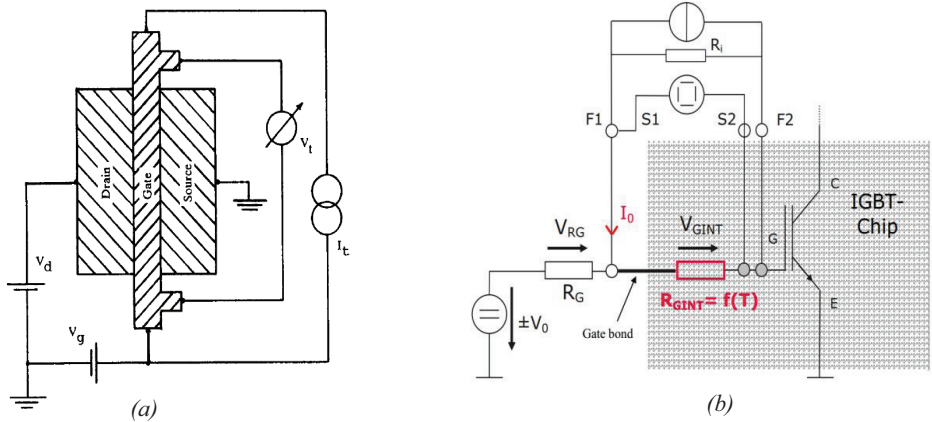 Drain
Gate
Source
Vt
It
Vd
Vg
(a)
Ri
F1
S1
S2
F2
I0
VRG
VGINT
C
IGBT-
Chip
G
RG
RGINT= f(T)
E
±V0
Gate bond
(b)